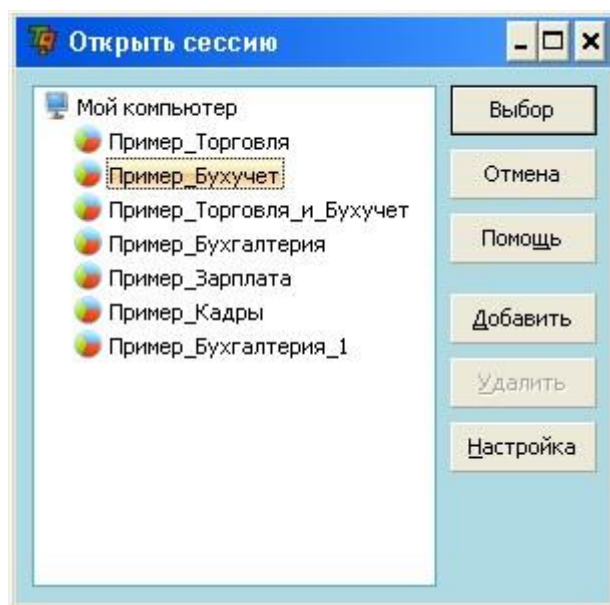 Открыть сессию
Мой компьютер
Пример_Торговля
Пример_Бухучет
Пример_Торговля_и_Бухучет
Пример_Бухгалтерия
Пример_Зарплата
Пример_Кадры
Пример_Бухгалтерия_1
Выбор
Отмена
Помощь
Добавить
Удалить
Настройка